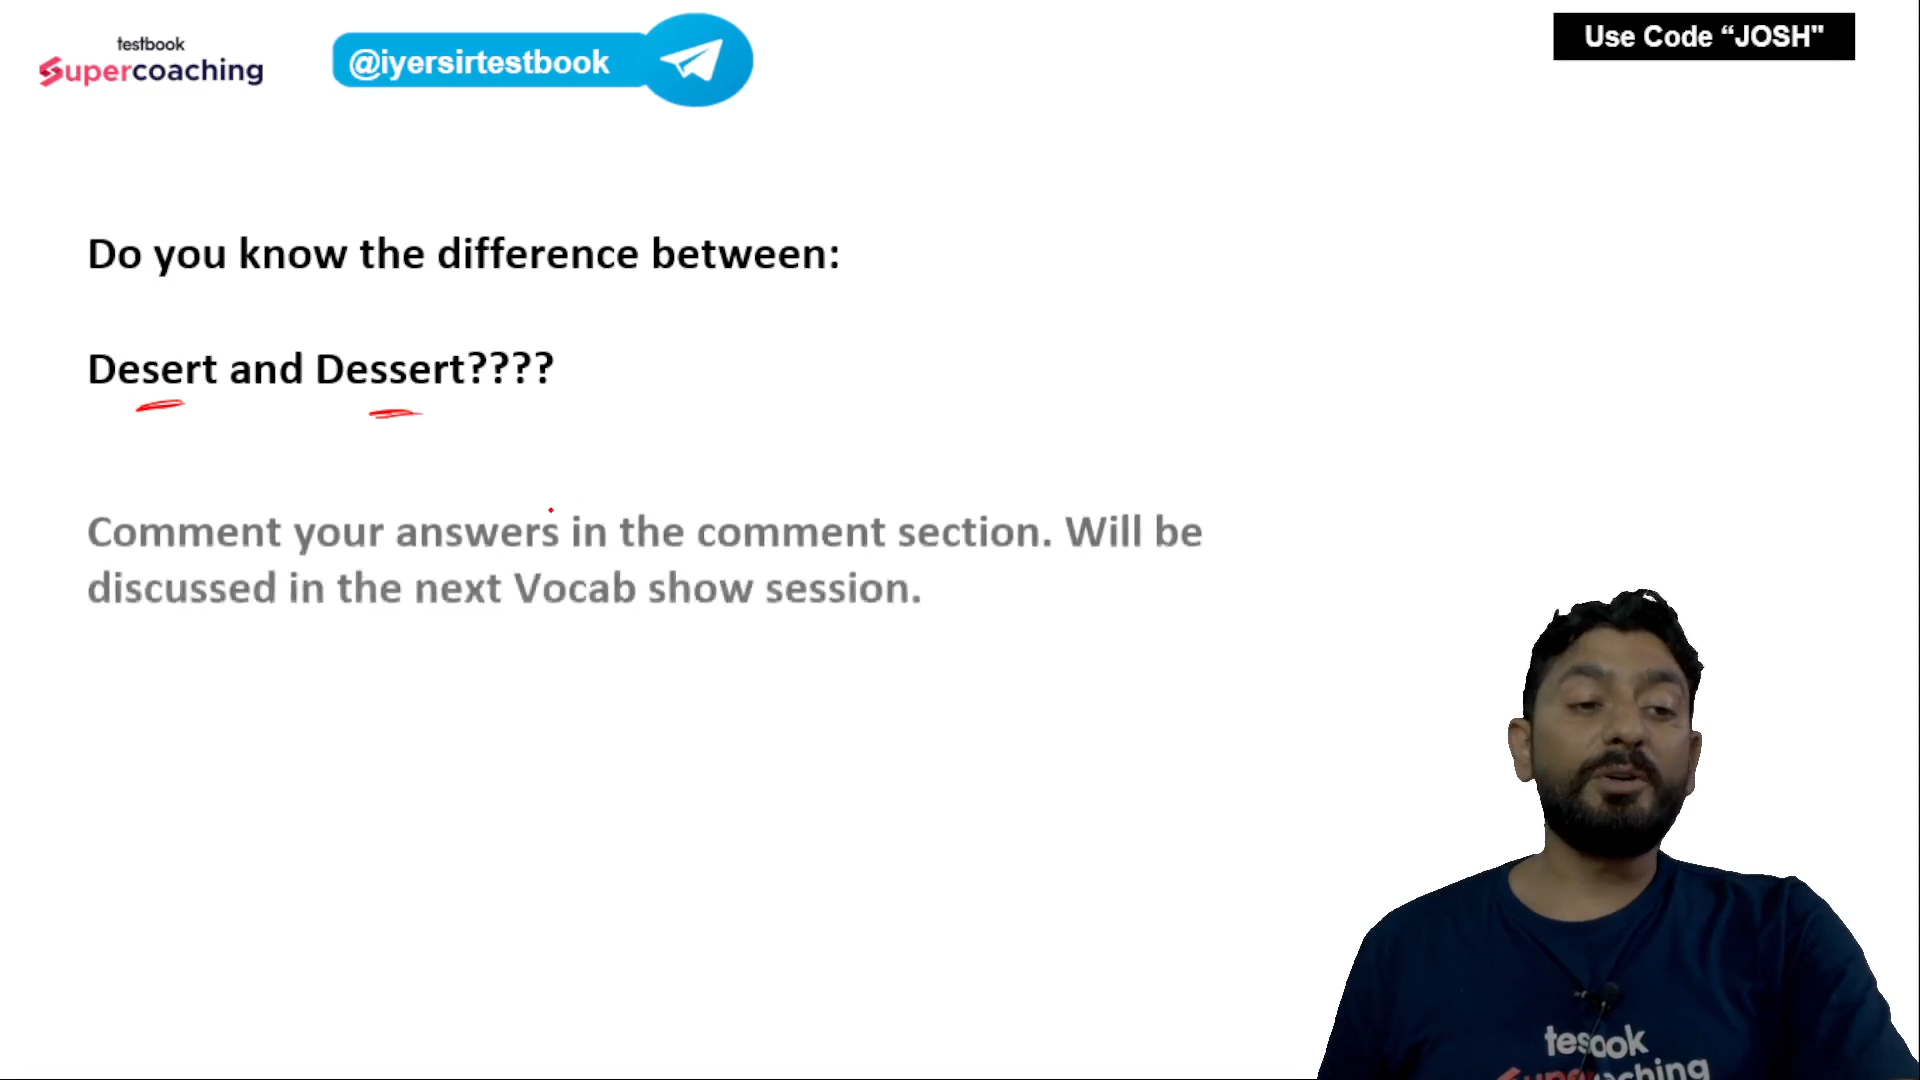 testbook
Supercoaching
@iyersirtestbook
Use Code “JOSH"
Do you know the difference between:
Desert and Dessert????
Comment your answers in the comment section. Will be
discussed in the next Vocab show session.